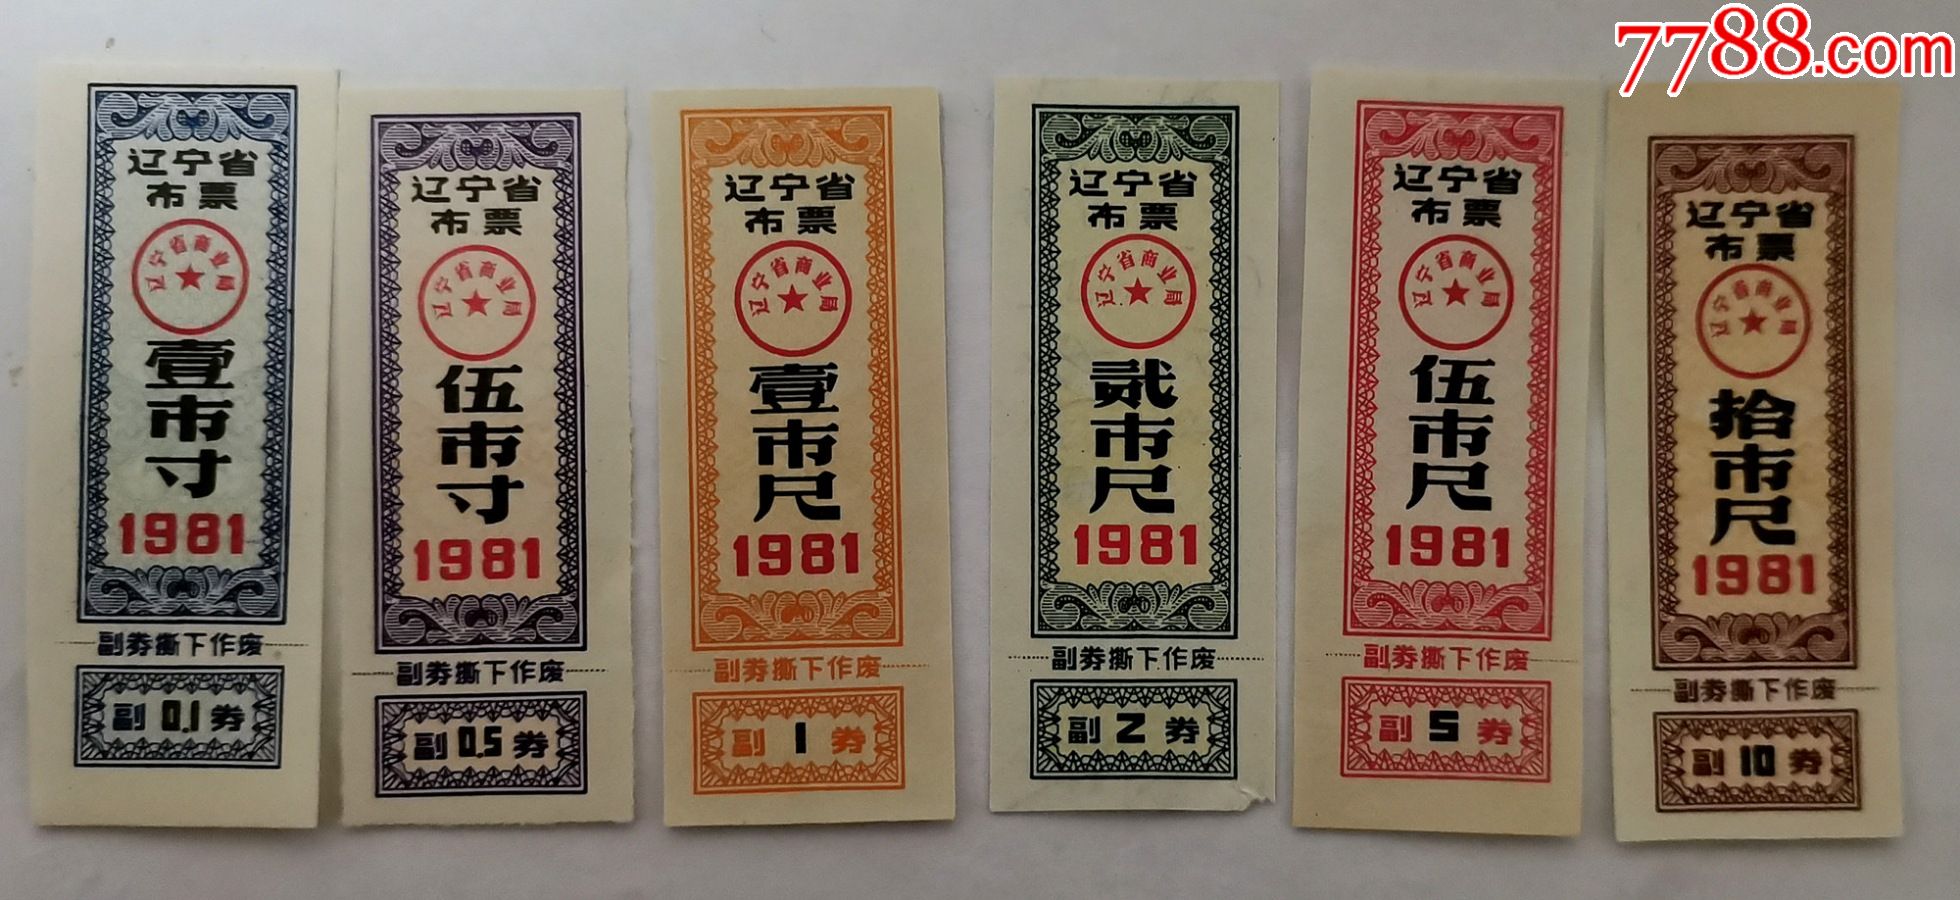 7788.com
辽宁省
布票
辽宁省商业局
壹市寸
1981
副券撕下作废
副 0.1 券
辽宁省
布票
辽宁省商业局
伍市寸
1981
副券撕下作废
副 0.5 券
辽宁省
布票
辽宁省商业局
壹市尺
1981
副券撕下作废
副 1 券
辽宁省
布票
辽宁省商业局
贰市尺
1981
副券撕下作废
副 2 券
辽宁省
布票
辽宁省商业局
伍市尺
1981
副券撕下作废
副 5 券
辽宁省
布票
辽宁省商业局
拾市尺
1981
副券撕下作废
副 10 券